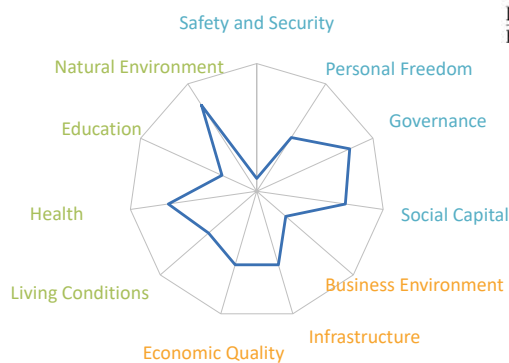 Safety and Security
Natural Environment
Personal Freedom
Education
Governance
Health
Social Capital
Living Conditions
Business Environment
Infrastructure
Economic Quality